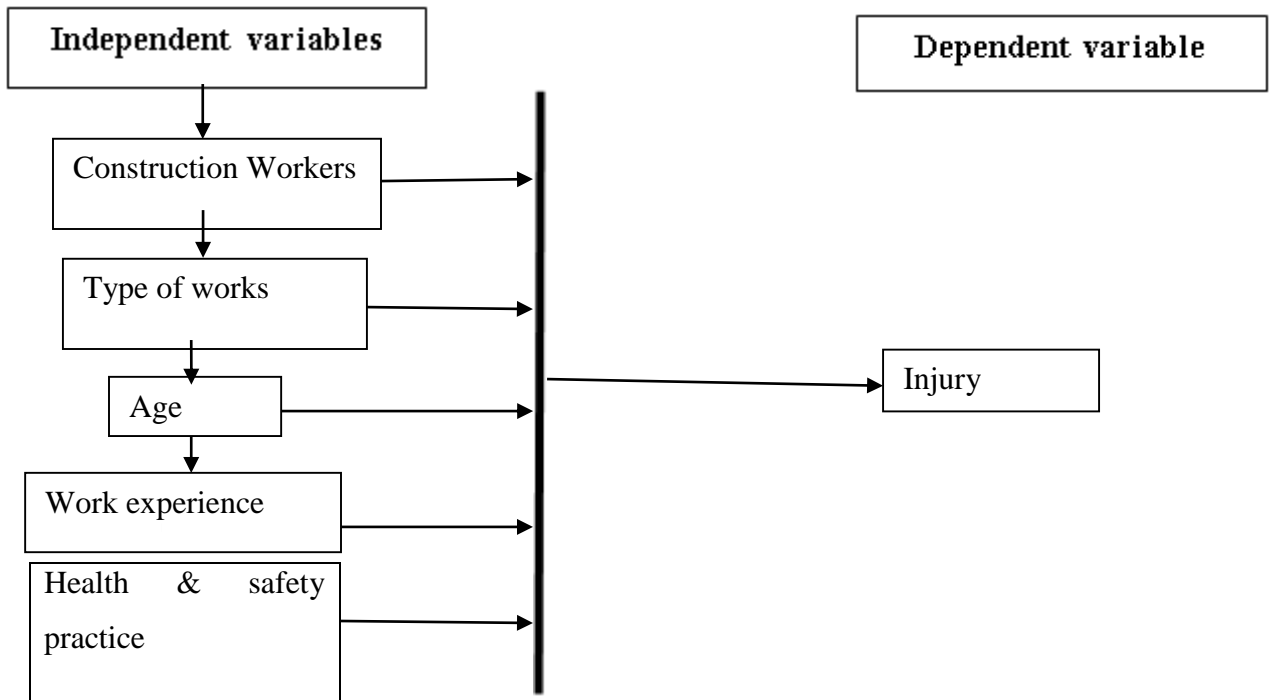 Independent variables
Dependent variable
Construction Workers
Type of works
Age
Injury
Work experience
Health & safety
practice